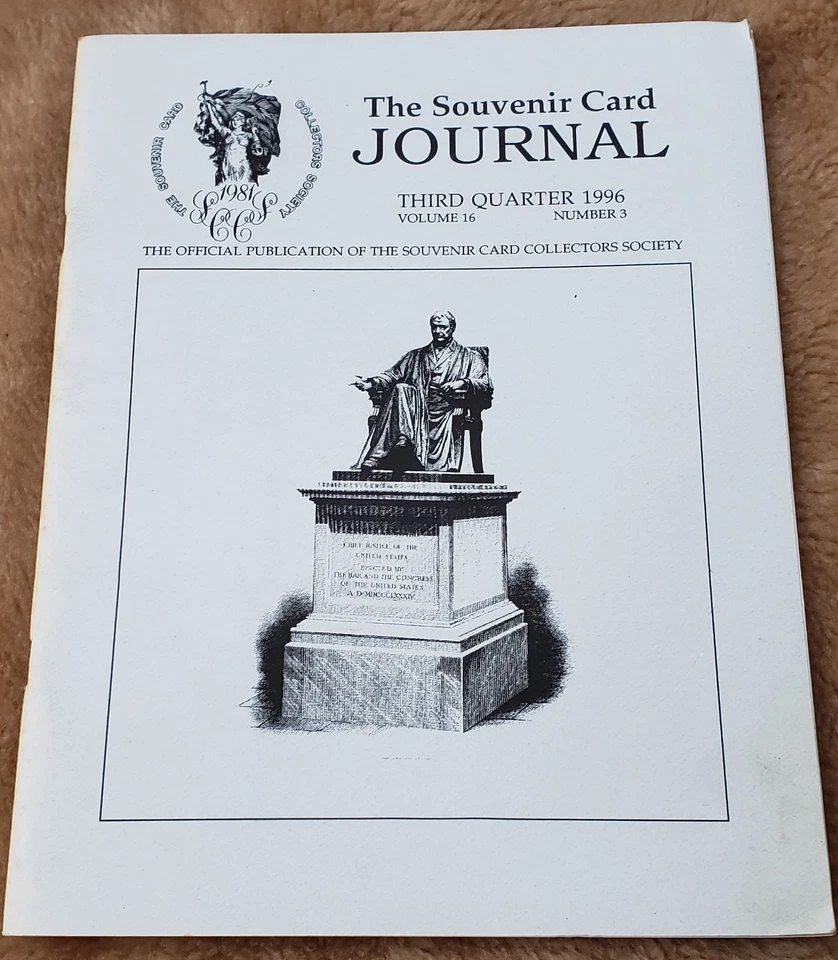 THE SOUVENIR CARD COLLECTORS SOCIETY
1981
SCCS
The Souvenir Card
JOURNAL
THIRD QUARTER 1996
VOLUME 16 NUMBER 3
THE OFFICIAL PUBLICATION OF THE SOUVENIR CARD COLLECTORS SOCIETY
CHIEF JUSTICE OF THE
UNITED STATES
ERECTED BY
THE BAR AND THE CONGRESS
OF THE UNITED STATES
A D MDCCCLXXXIV